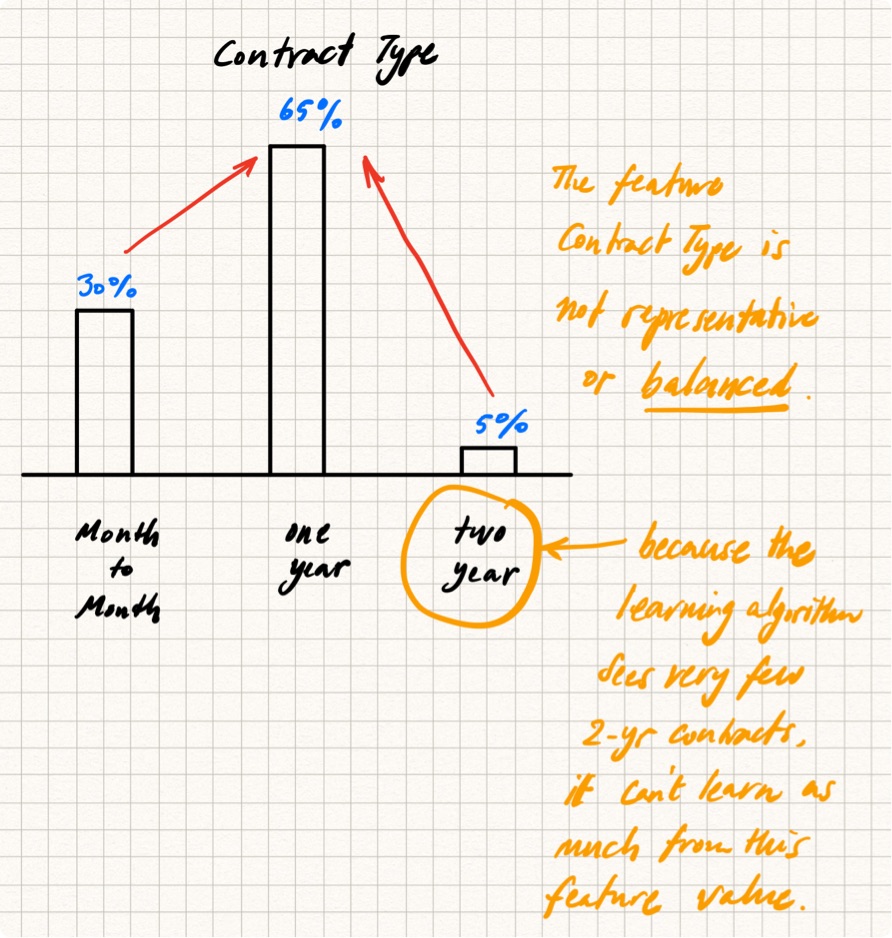 Contract Type
65%
30%
5%
The feature
Contract Type is
not representative
or balanced.
Month
to
Month
one
year
two
year
because the
learning algorithm
sees very few
2-yr contracts,
it can't learn as
much from this
feature value.